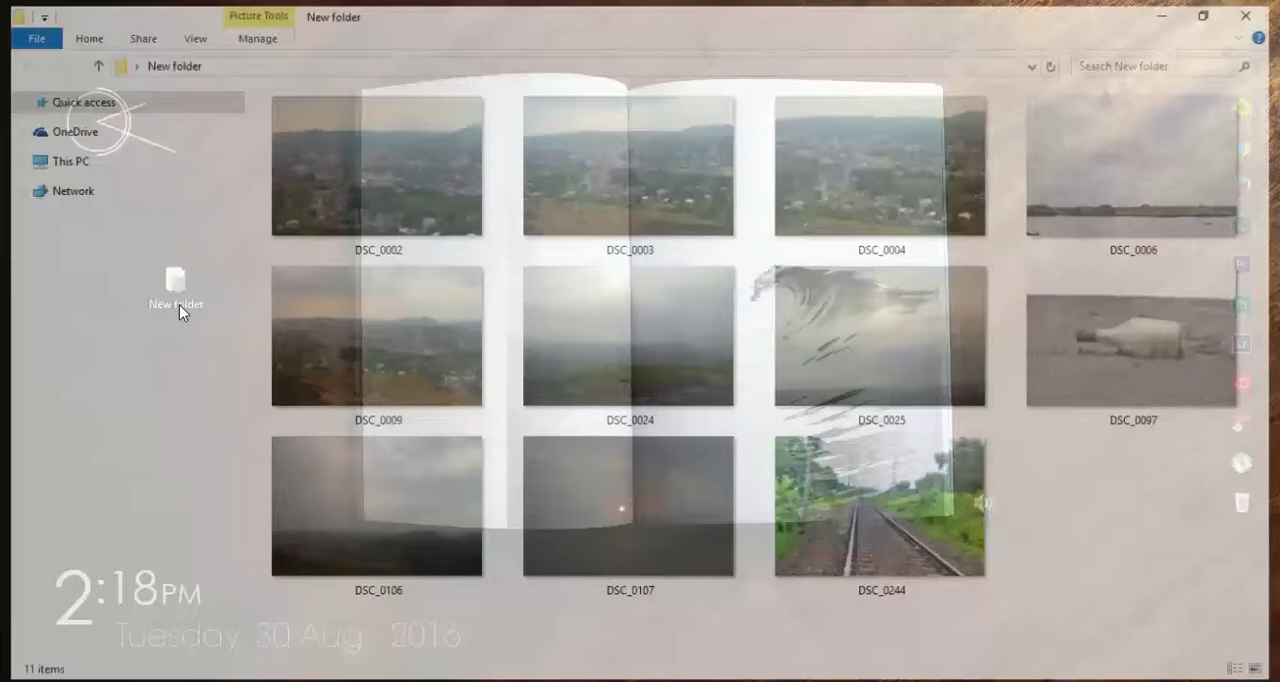 Picture Tools
New folder
File
Home
Share
View
Manage
New folder
Search New folder
Quick access
OneDrive
This PC
Network
DSC_0002
DSC_0003
DSC_0004
DSC_0006
New folder
DSC_0009
DSC_0024
DSC_0025
DSC_0097
DSC_0106
DSC_0107
DSC_0244
2:18PM
Tuesday, 30 Aug 2016
11 items
Lr